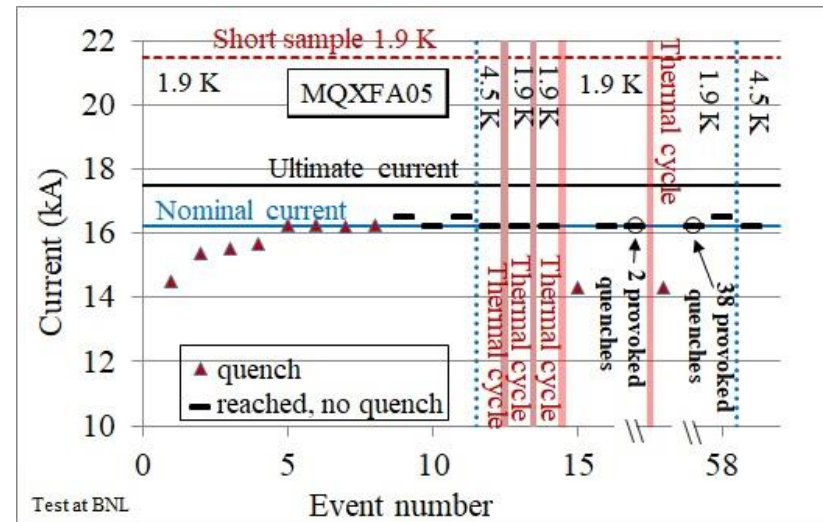 22
20
18
16
14
12
10
Current (kA)
Short sample 1.9 K
1.9 K
MQXFA05
4.5 K
1.9 K
1.9 K
1.9 K
Thermal cycle
1.9 K
4.5 K
Ultimate current
Nominal current
Thermal cycle
Thermal cycle
Thermal cycle
2 provoked
quenches
38 provoked
quenches
quench
reached, no quench
0
5
10
15
58
Event number
Test at BNL